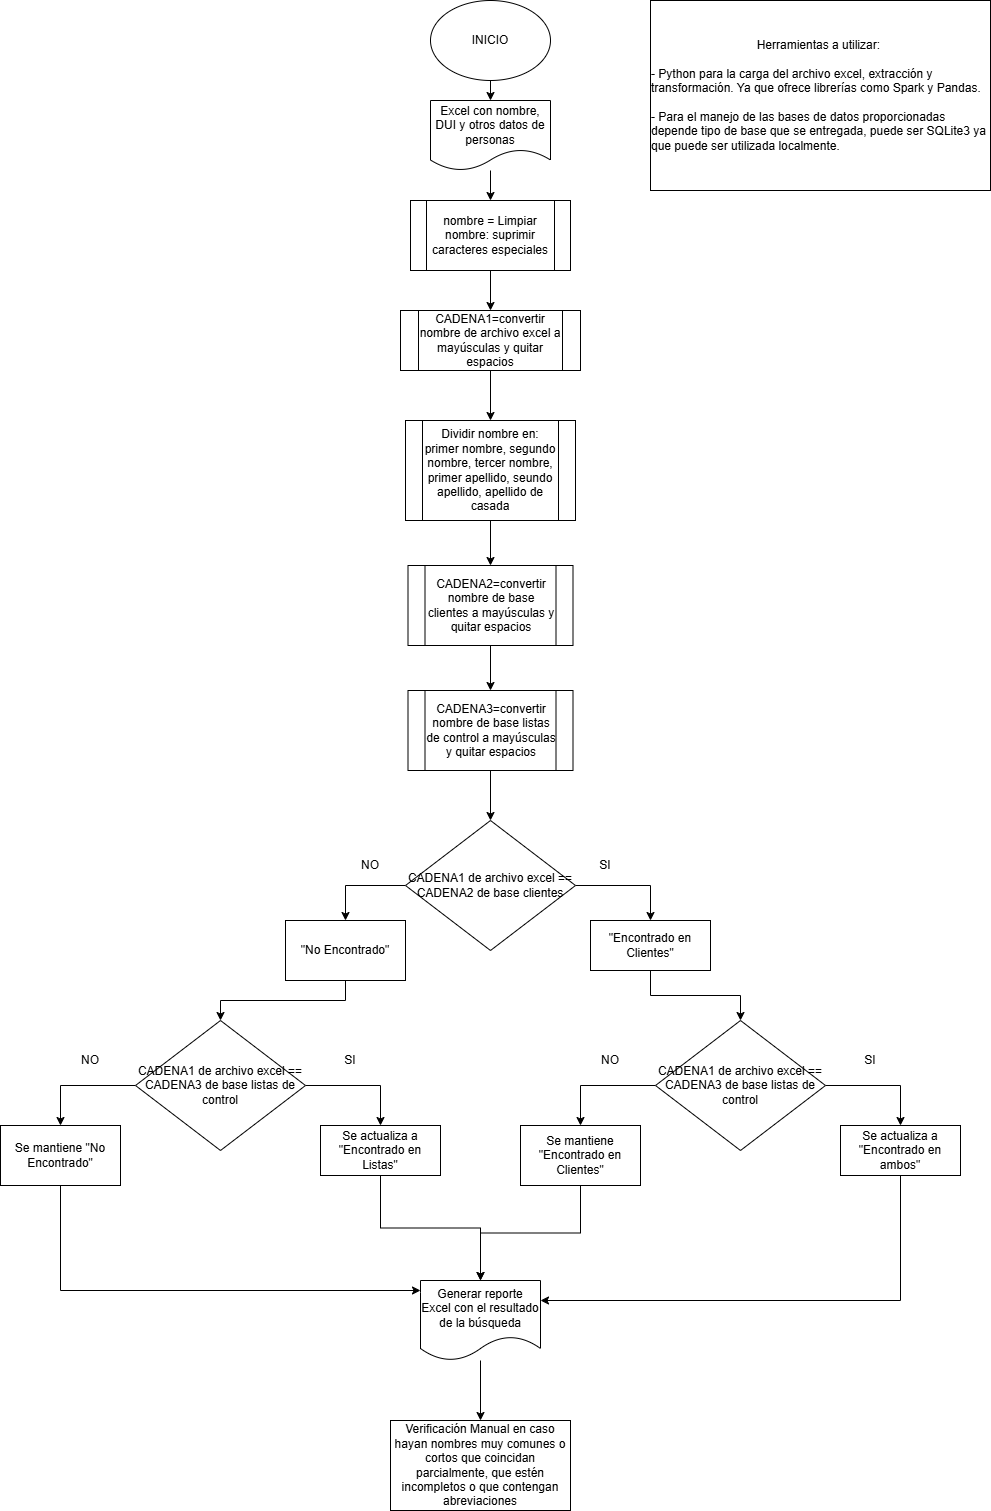 INICIO
Herramientas a utilizar:
- Python para la carga del archivo excel, extracción y
transformación. Ya que ofrece librerías como Spark y Pandas.
- Para el manejo de las bases de datos proporcionadas
depende tipo de base que se entregada, puede ser SQLite3 ya
que puede ser utilizada localmente.
Excel con nombre,
DUI y otros datos de
personas
nombre = Limpiar
nombre: suprimir
caracteres especiales
CADENA1=convertir
nombre de archivo excel a
mayúsculas y quitar
espacios
Dividir nombre en:
primer nombre, segundo
nombre, tercer nombre,
primer apellido, seundo
apellido, apellido de
casada
CADENA2=convertir
nombre de base
clientes a mayúsculas y
quitar espacios
CADENA3=convertir
nombre de base listas
de control a mayúsculas
y quitar espacios
NO
SI
CADENA1 de archivo excel ==
CADENA2 de base clientes
"No Encontrado"
"Encontrado en
Clientes"
NO
SI
CADENA1 de archivo excel ==
CADENA3 de base listas de
control
NO
SI
CADENA1 de archivo excel ==
CADENA3 de base listas de
control
Se mantiene "No
Encontrado"
Se actualiza a
"Encontrado en
Listas"
Se mantiene
"Encontrado en
Clientes"
Se actualiza a
"Encontrado en
ambos"
Generar reporte
Excel con el resultado
de la búsqueda
Verificación Manual en caso
hayan nombres muy comunes o
cortos que coincidan
parcialmente, que estén
incompletos o que contengan
abreviaciones